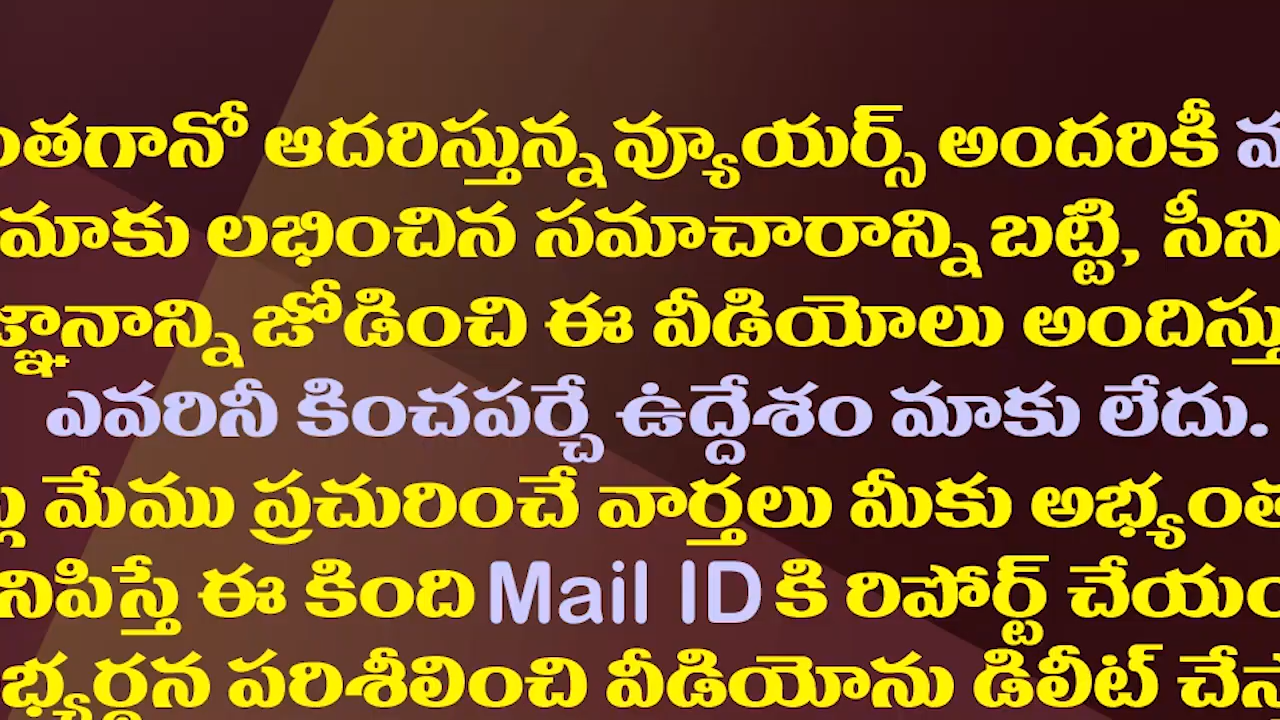 ంతగానో ఆదరిస్తున్న వ్యూయర్స్ అందరికీ
మాకు లభించిన సమాచారాన్ని బట్టి, సీని
జ్ఞానాన్ని జోడించి ఈ వీడియోలు అందిస్తు
ఎవరినీ కించపర్చే ఉద్దేశం మాకు లేదు.
మేము ప్రచురించే వార్తలు మీకు అభ్యంత
నిపిస్తే ఈ కింది Mail ID కి రిపోర్ట్ చేయం
భ్యర్థన పరిశీలించి వీడియోను డిలీట్ చేస